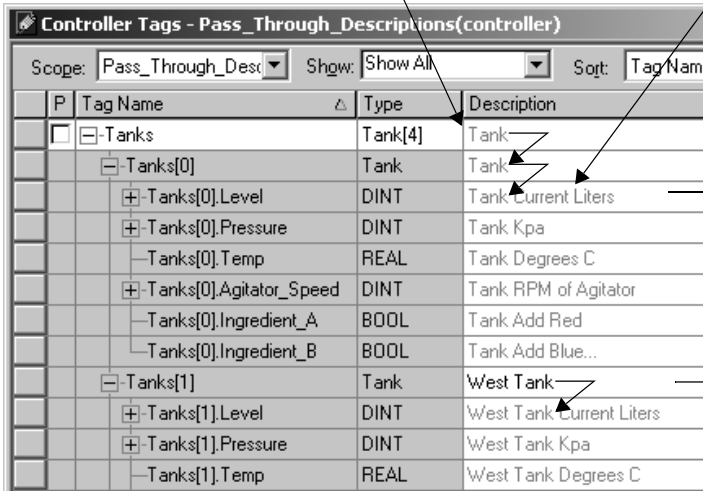 Controller Tags - Pass_Through_Descriptions(controller)
Scope: Pass_Through_Desc Show: Show All Sort: Tag Nam
P Tag Name Type Description
Tanks Tank[4] Tank
Tanks[0] Tank Tank
Tanks[0].Level DINT Tank Current Liters
Tanks[0].Pressure DINT Tank Kpa
Tanks[0].Temp REAL Tank Degrees C
Tanks[0].Agitator_Speed DINT Tank RPM of Agitator
Tanks[0].Ingredient_A BOOL Tank Add Red
Tanks[0].Ingredient_B BOOL Tank Add Blue...
Tanks[1] Tank West Tank
Tanks[1].Level DINT West Tank Current Liters
Tanks[1].Pressure DINT West Tank Kpa
Tanks[1].Temp REAL West Tank Degrees C